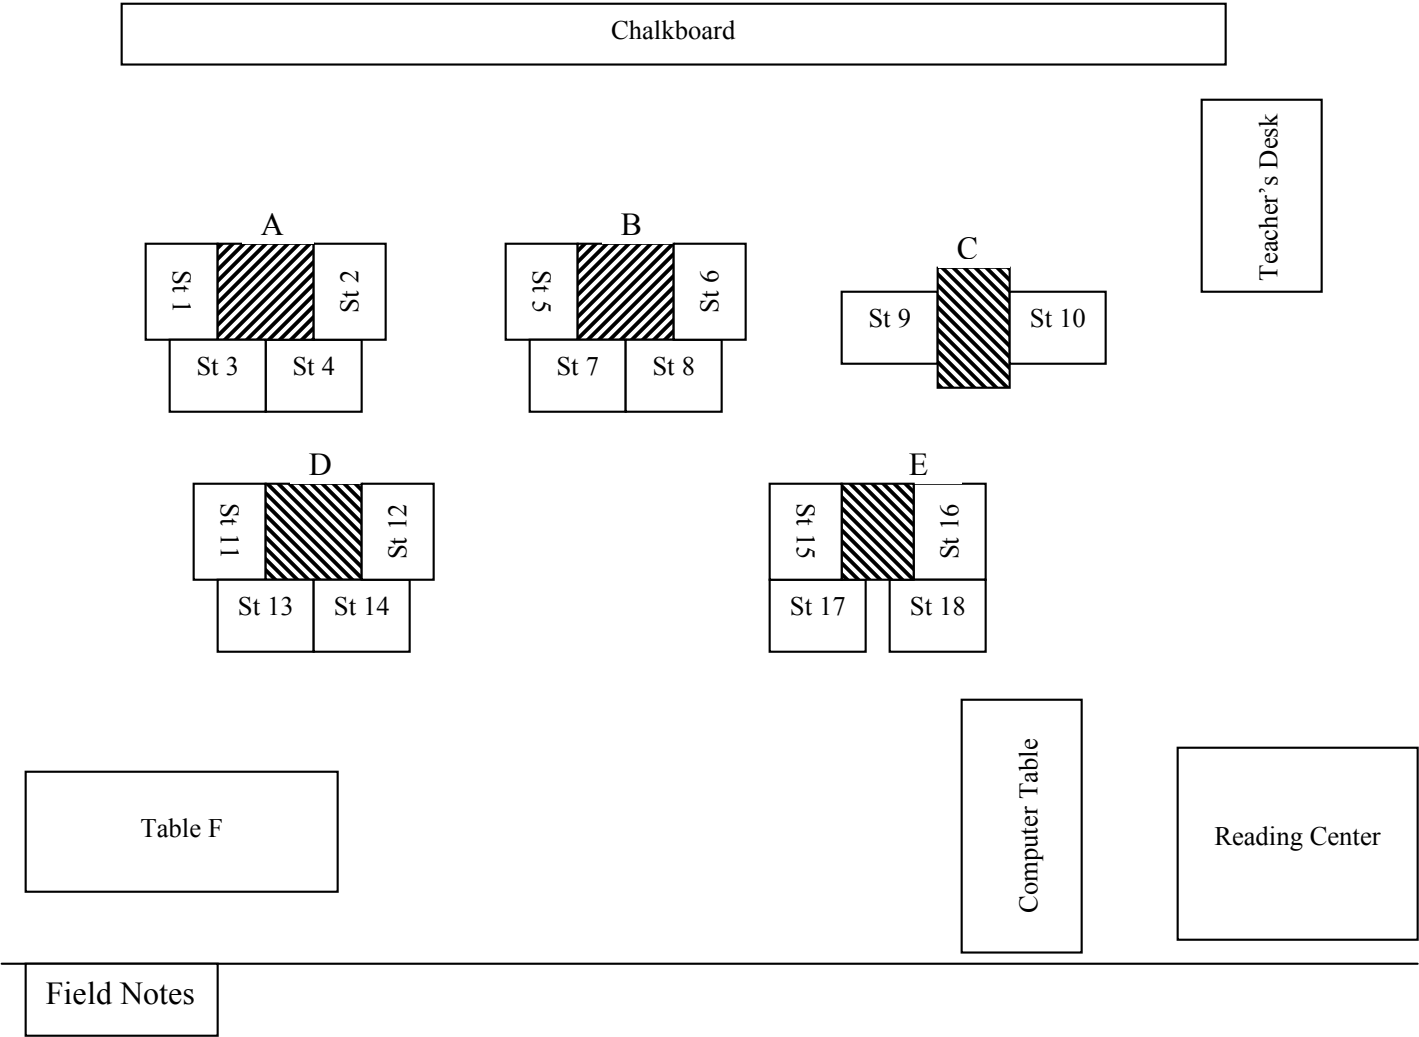 Chalkboard
Teacher's Desk
A
B
C
St 1
St 2
St 3
St 4
St 5
St 6
St 7
St 8
St 9
St 10
D
E
St 11
St 12
St 13
St 14
St 15
St 16
St 17
St 18
Table F
Computer Table
Reading Center
Field Notes